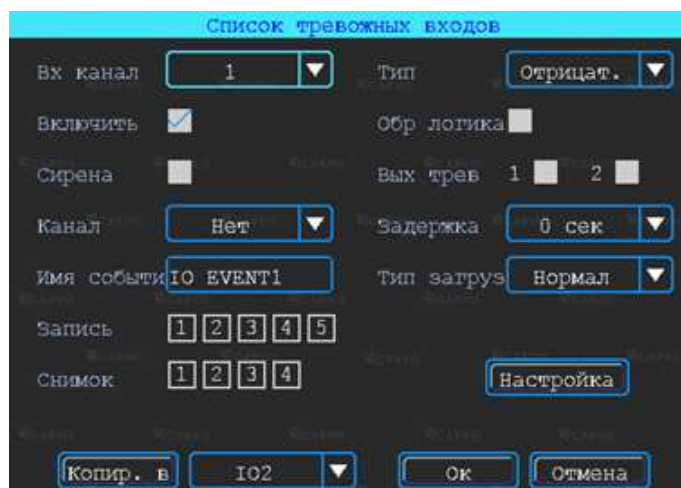 Список тревожных входов
Вх канал 1 Тип Отрицат.
Включить Обр логика
Сирена Вых трев 1 2
Канал Нет Задержка 0 сек
Имя событи IO EVENT1 Тип загруз Нормал
Запись 1 2 3 4 5
Снимок 1 2 3 4 Настройка
Копир. в IO2 Ок Отмена